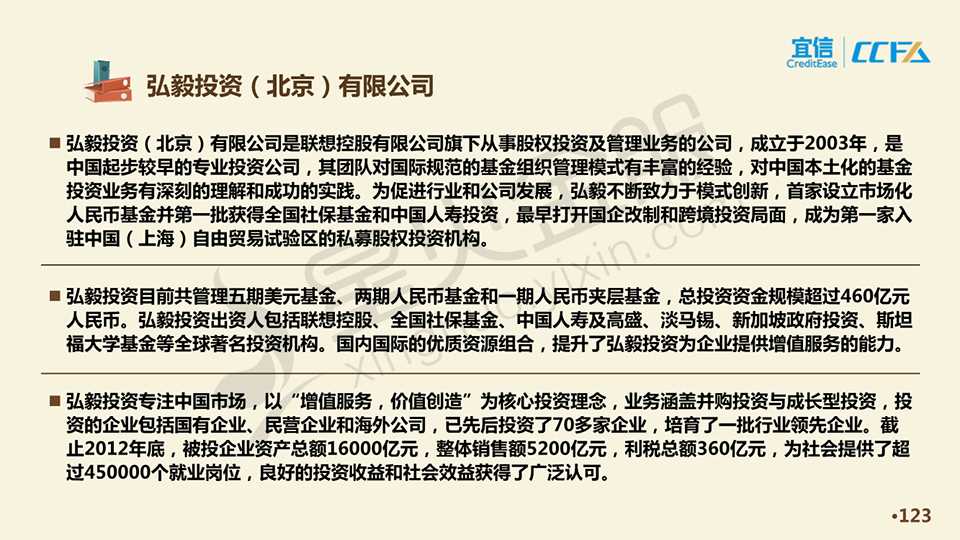 宜信
CreditEase
CCFA
弘毅投资（北京）有限公司
弘毅投资（北京）有限公司是联想控股有限公司旗下从事股权投资及管理业务的公司，成立于2003年，是
中国起步较早的专业投资公司，其团队对国际规范的基金组织管理模式有丰富的经验，对中国本土化的基金
投资业务有深刻的理解和成功的实践。为促进行业和公司发展，弘毅不断致力于模式创新，首家设立市场化
人民币基金并第一批获得全国社保基金和中国人寿投资，最早打开国企改制和跨境投资局面，成为第一家入
驻中国（上海）自由贸易试验区的私募股权投资机构。
弘毅投资目前共管理五期美元基金、两期人民币基金和一期人民币夹层基金，总投资资金规模超过460亿元
人民币。弘毅投资出资人包括联想控股、全国社保基金、中国人寿及高盛、淡马锡、新加坡政府投资、斯坦
福大学基金等全球著名投资机构。国内国际的优质资源组合，提升了弘毅投资为企业提供增值服务的能力。
弘毅投资专注中国市场，以“增值服务，价值创造”为核心投资理念，业务涵盖并购投资与成长型投资，投
资的企业包括国有企业、民营企业和海外公司，已先后投资了70多家企业，培育了一批行业领先企业。截
止2012年底，被投企业资产总额16000亿元，整体销售额5200亿元，利税总额360亿元，为社会提供了超
过450000个就业岗位，良好的投资收益和社会效益获得了广泛认可。
•123